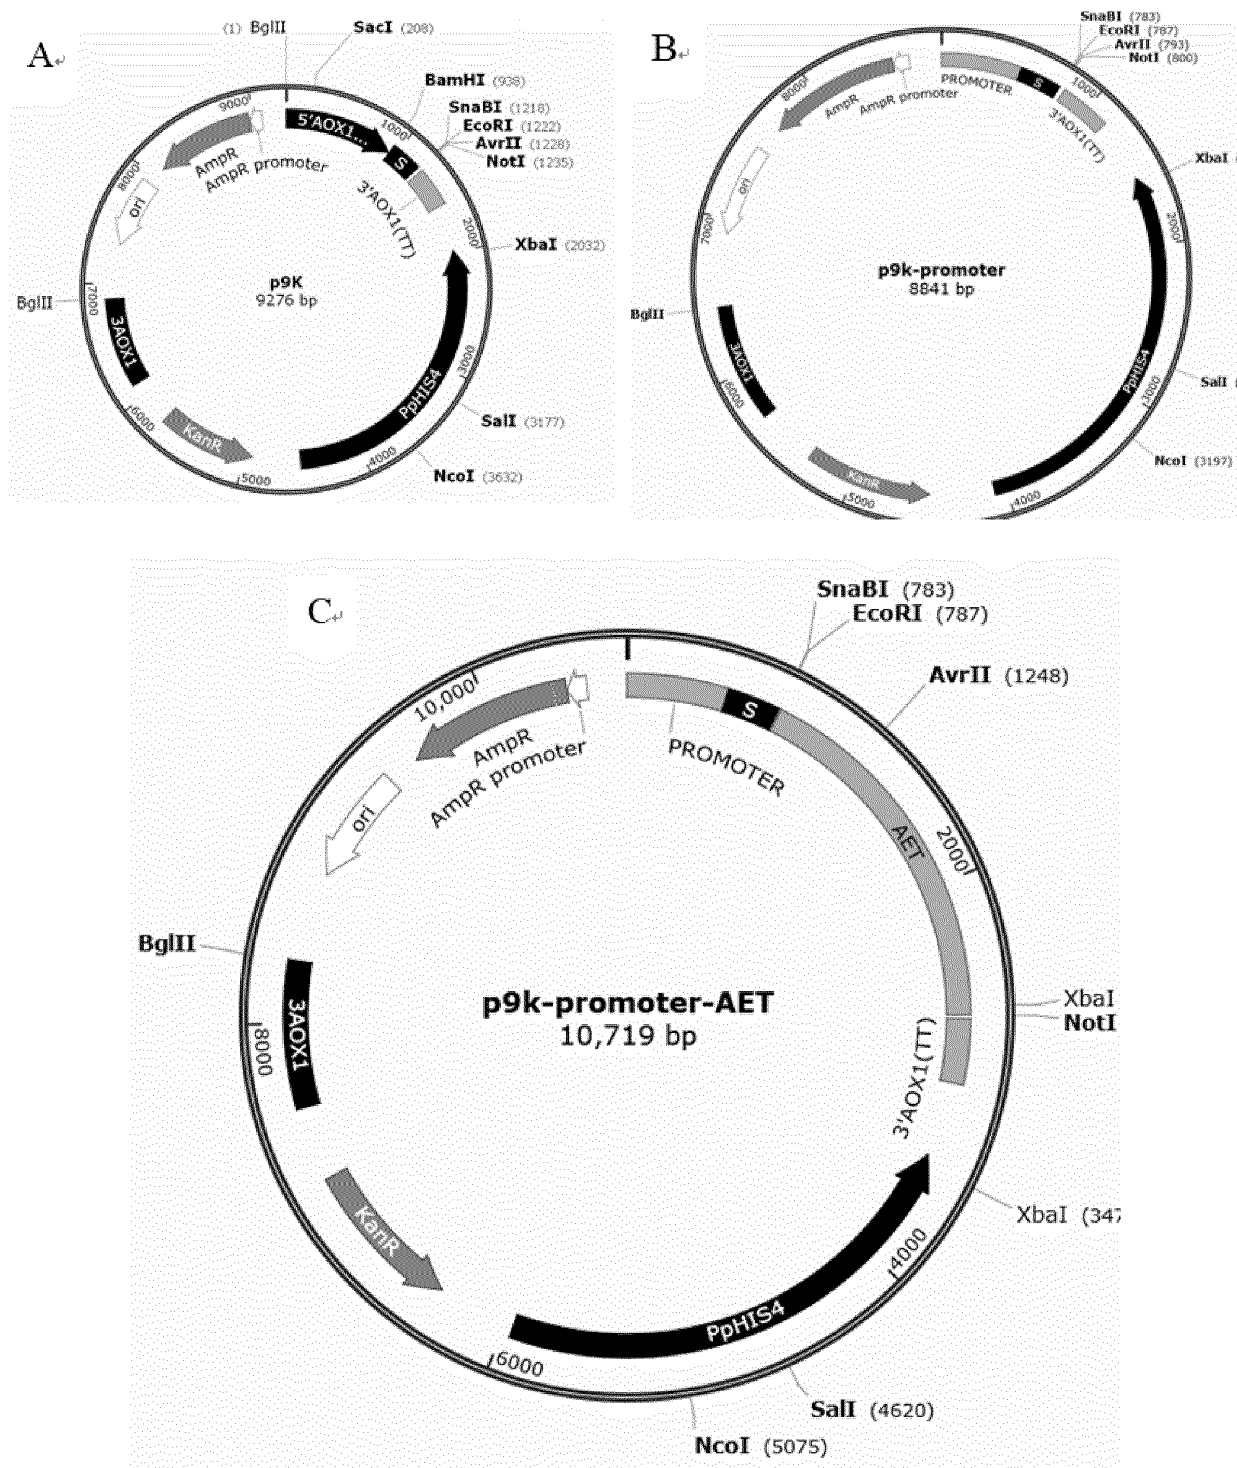 A
(1) BglII
SacI (208)
BamHI (938)
SnaBI (1218)
EcoRI (1222)
AvrII (1228)
NotI (1235)
XbaI (2032)
SalI (3177)
NcoI (3632)
BglII
1000
2000
3000
4000
5000
6000
7000
8000
9000
5'AOX1...
S
3'AOX1(TT)
PpHIS4
KanR
3AOX1
ori
AmpR
AmpR promoter
p9K
9276 bp
B
SnaBI (783)
EcoRI (787)
AvrII (793)
NotI (800)
XbaI
SalI
NcoI (3197)
BglII
1000
2000
3000
4000
5000
6000
7000
8000
PROMOTER
S
3'AOX1(TT)
PpHIS4
KanR
3AOX1
ori
AmpR
AmpR promoter
p9k-promoter
8841 bp
C
SnaBI (783)
EcoRI (787)
AvrII (1248)
XbaI
NotI
XbaI (347
SalI (4620)
NcoI (5075)
BglII
2000
4000
6000
8000
10,000
PROMOTER
S
AET
3'AOX1(TT)
PpHIS4
KanR
3AOX1
ori
AmpR
AmpR promoter
p9k-promoter-AET
10,719 bp